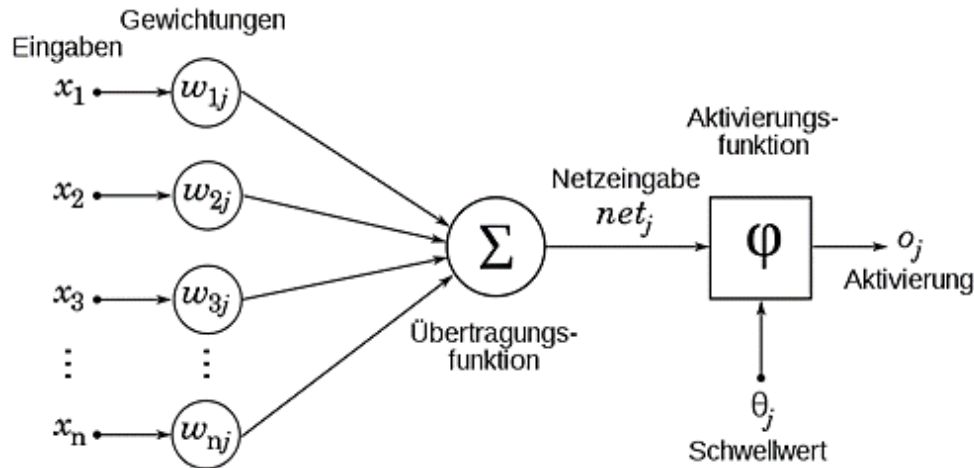 Gewichtungen
Eingaben
x₁ w₁ⱼ
x₂ w₂ⱼ
x₃ w₃ⱼ
⋮ ⋮
xₙ wₙⱼ
Σ
Übertragungs-
funktion
Netzeingabe
netⱼ
Aktivierungs-
funktion
φ
oⱼ
Aktivierung
θⱼ
Schwellwert